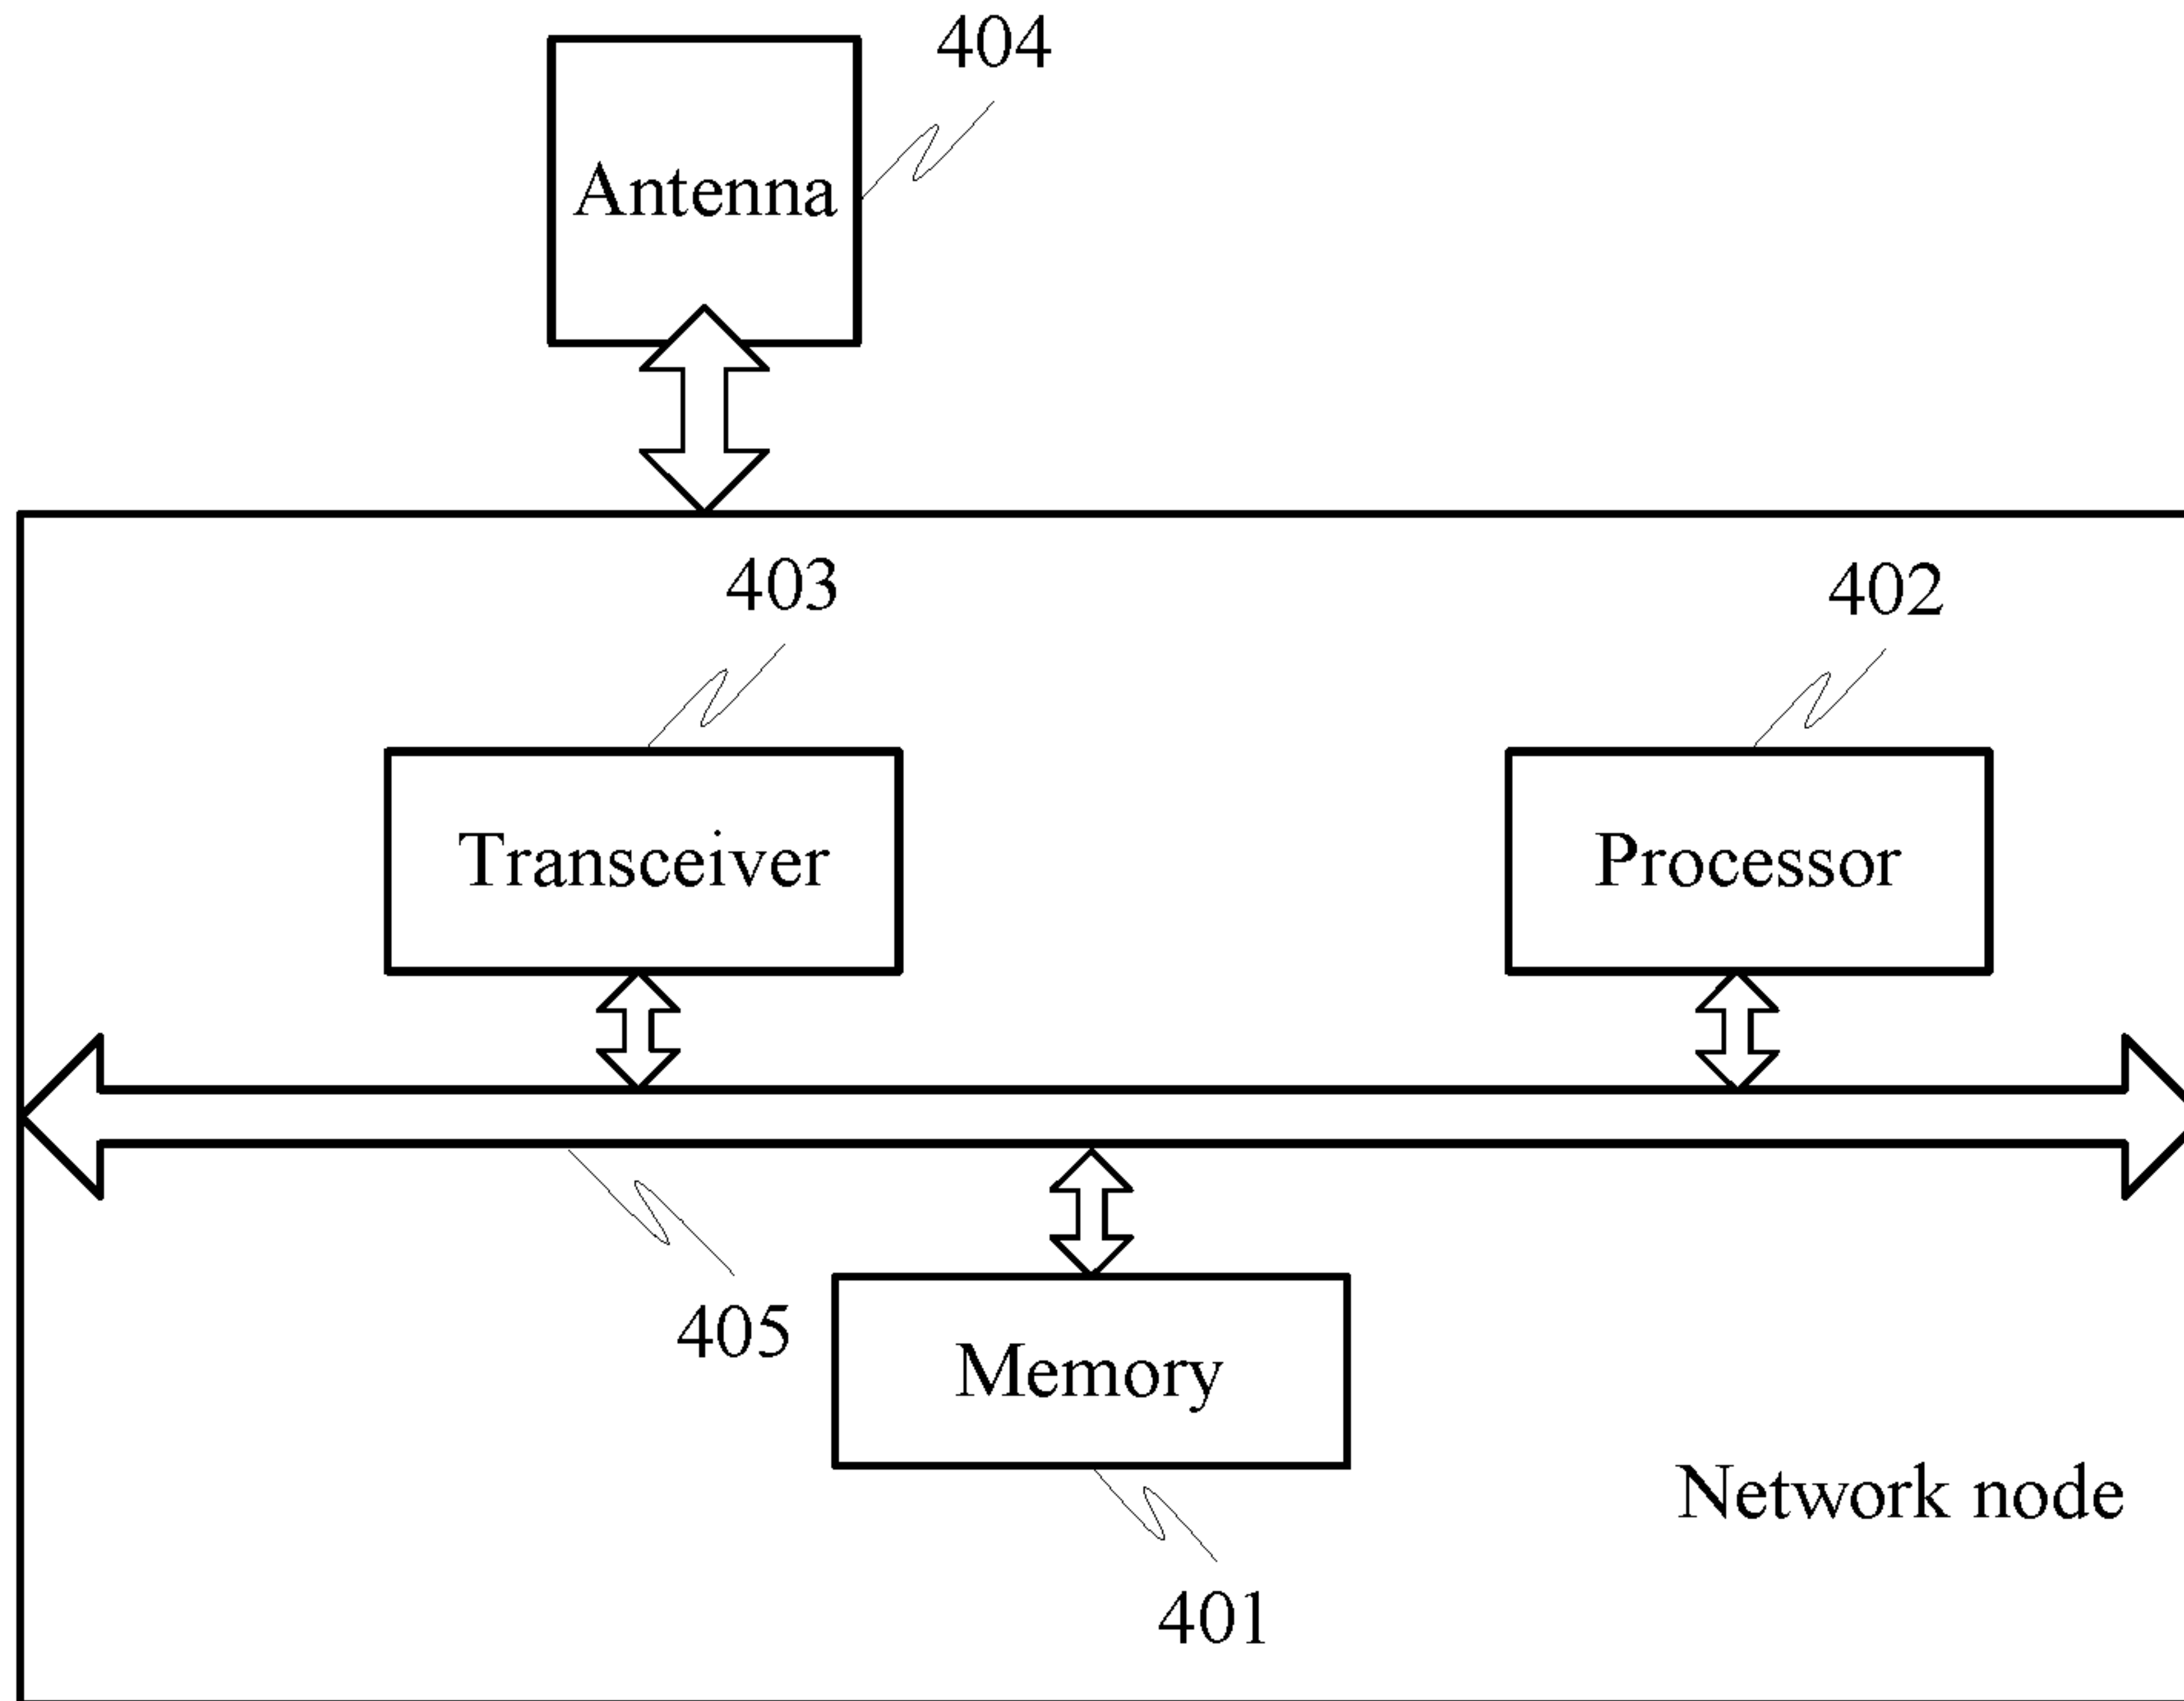 404
Antenna
403
402
Transceiver
Processor
405
Memory
Network node
401